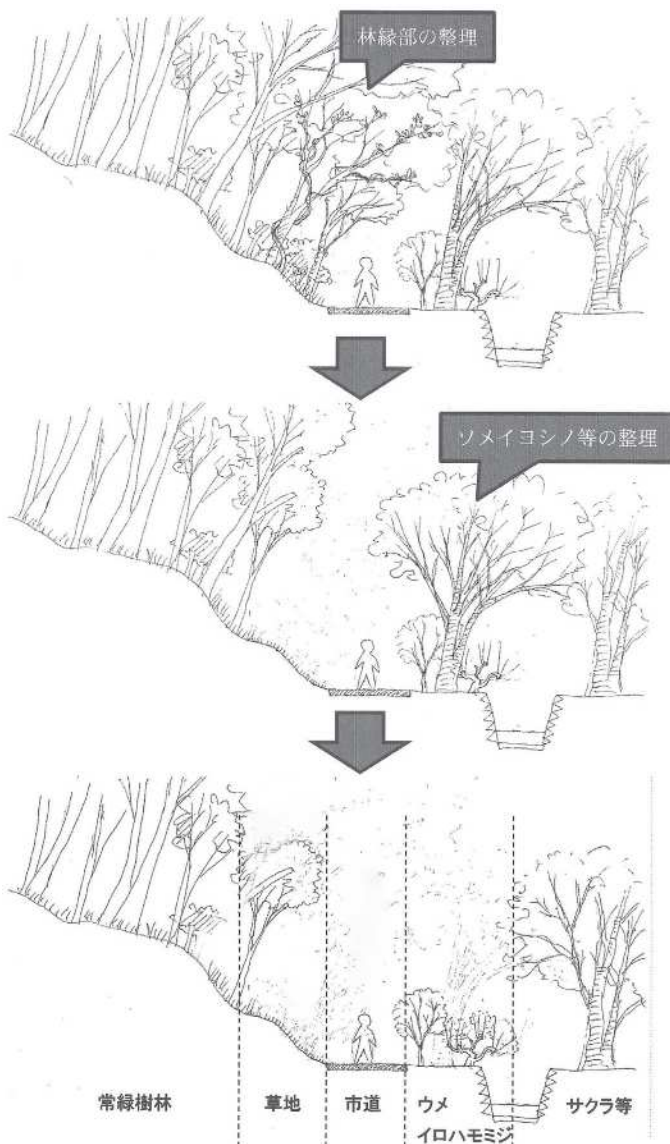 林縁部の整理
ソメイヨシノ等の整理
常緑樹林
草地
市道
ウメ
イロハモミジ
サクラ等